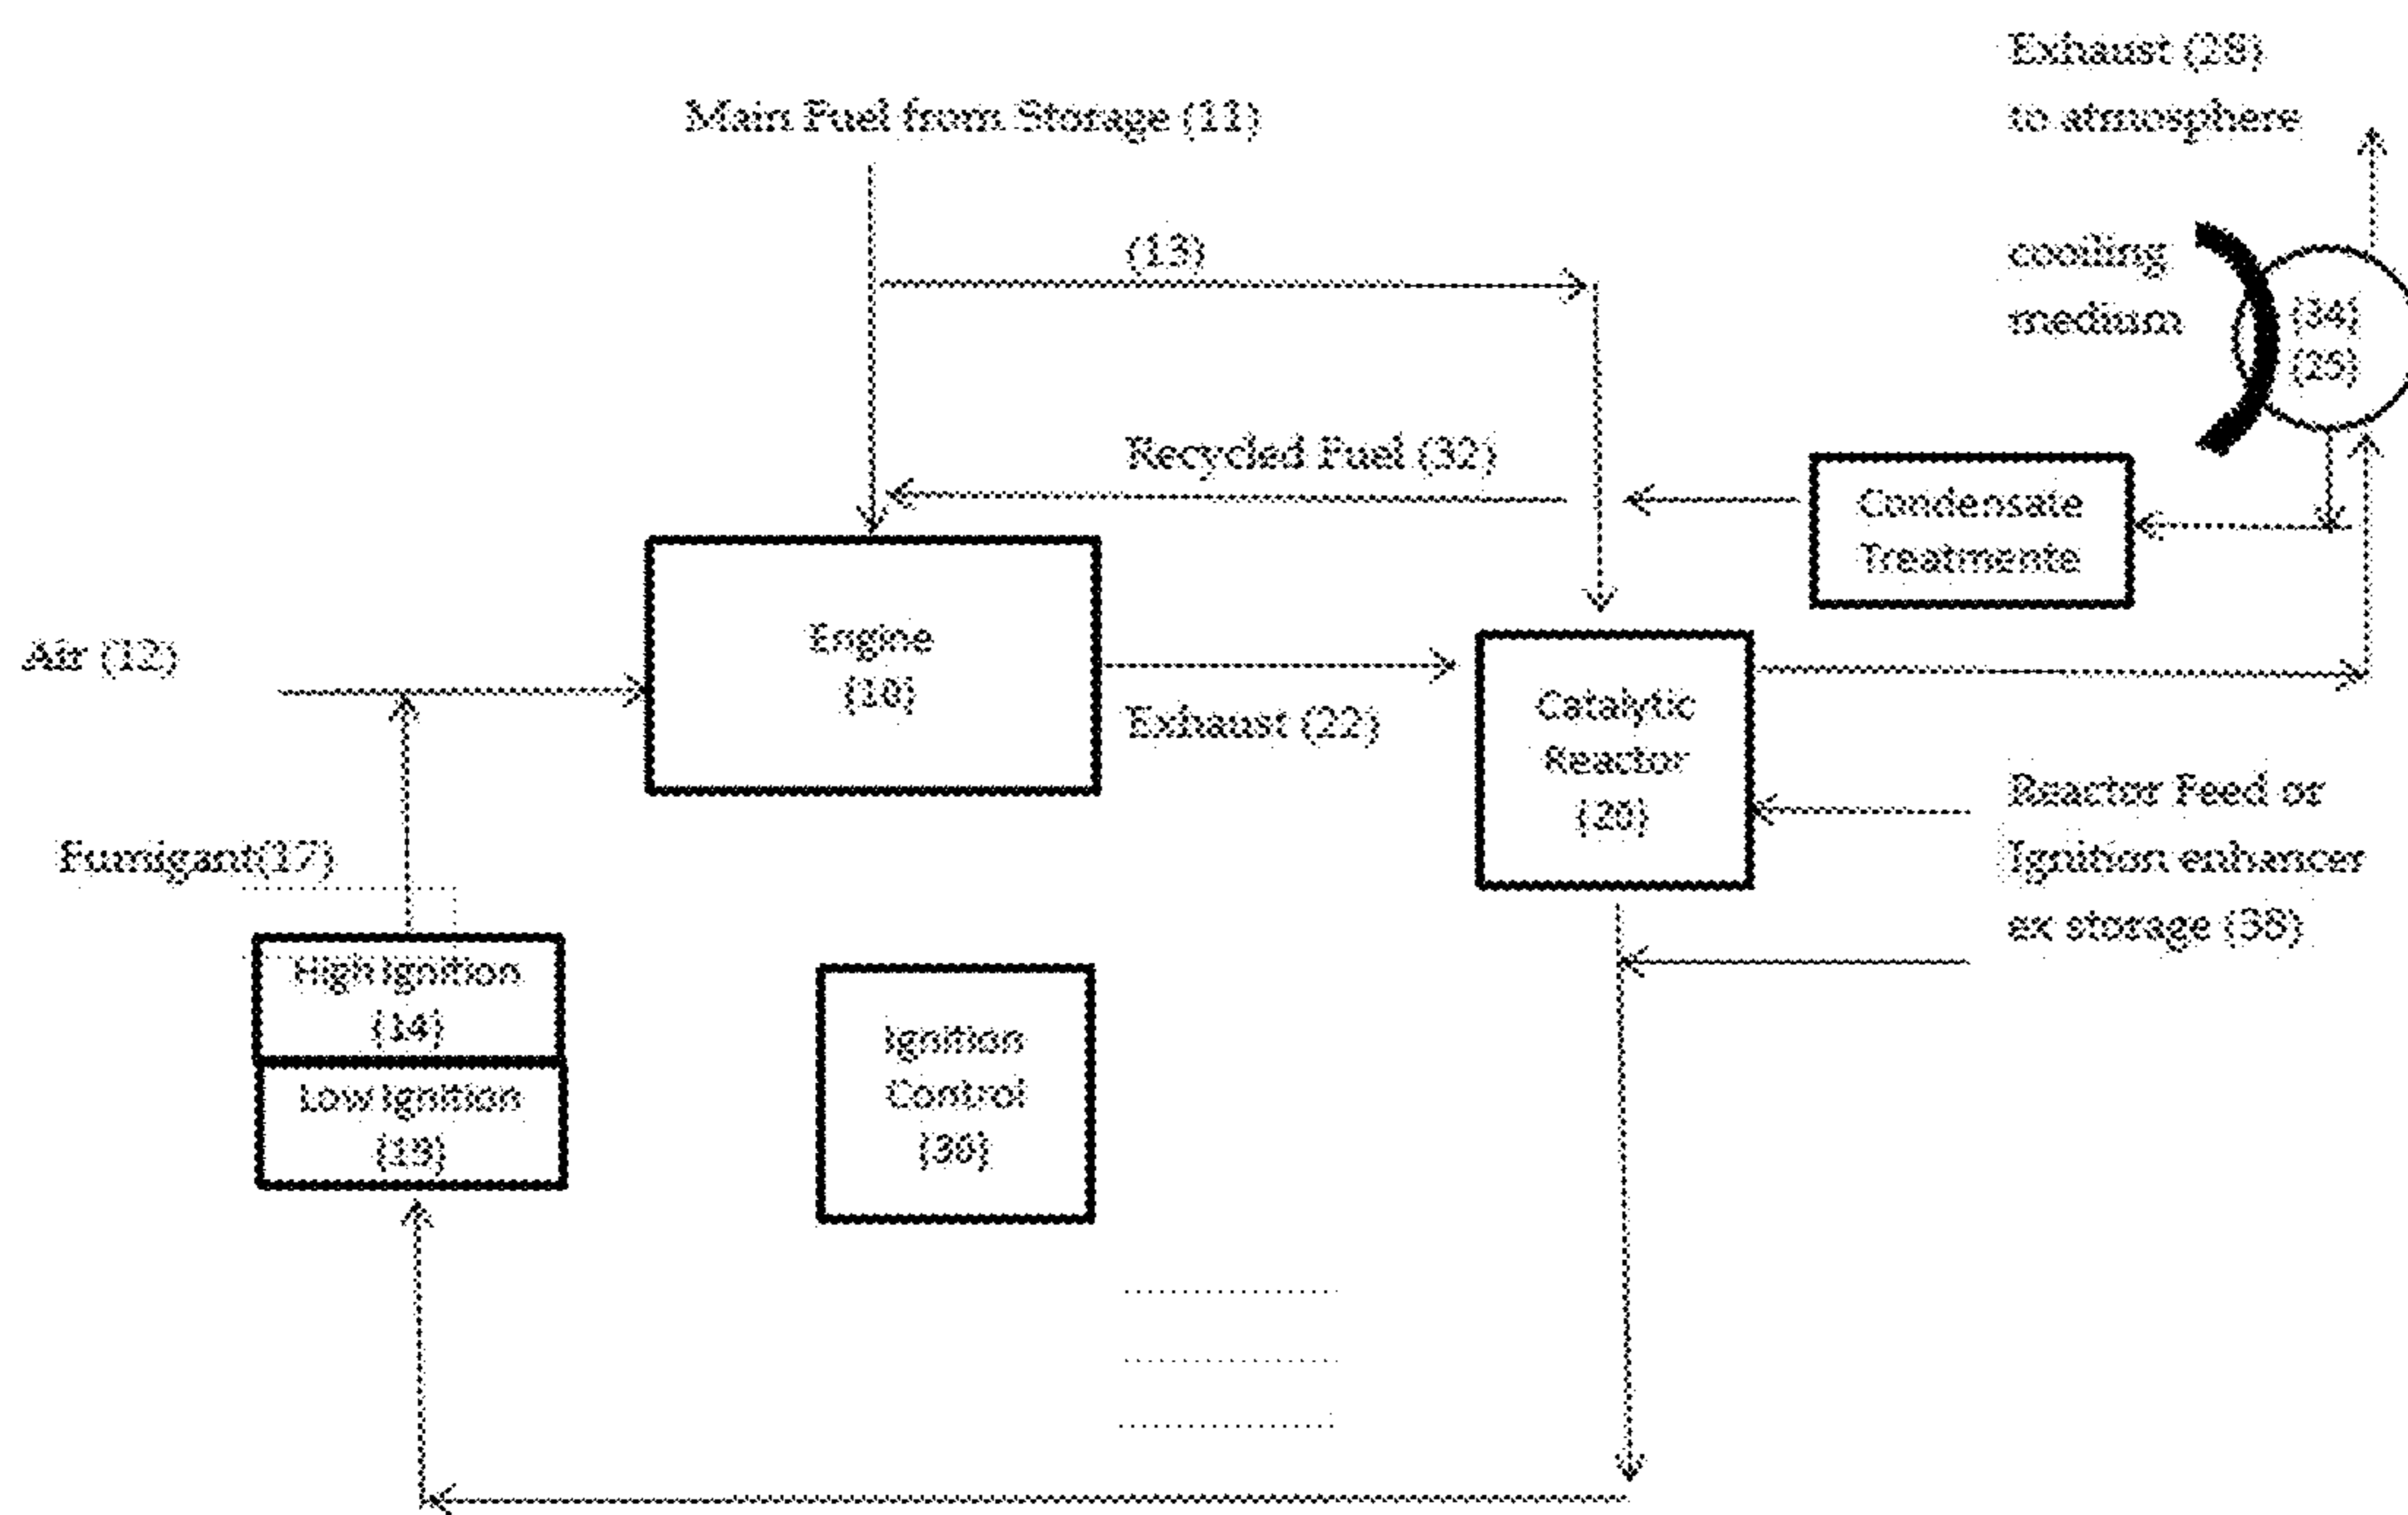 Exhaust (28)
to atmosphere
Main Fuel from Storage (11)
(13)
cooling
medium
(34)
(25)
Recycled Fuel (32)
Condensate
Treatmente
Engine
(10)
Air (12)
Exhaust (22)
Catalytic
Reactor
(20)
Reactor Feed or
Ignition enhancer
ex storage (38)
Fumigant(17)
High Ignition
(14)
Low Ignition
(19)
Ignition
Control
(30)